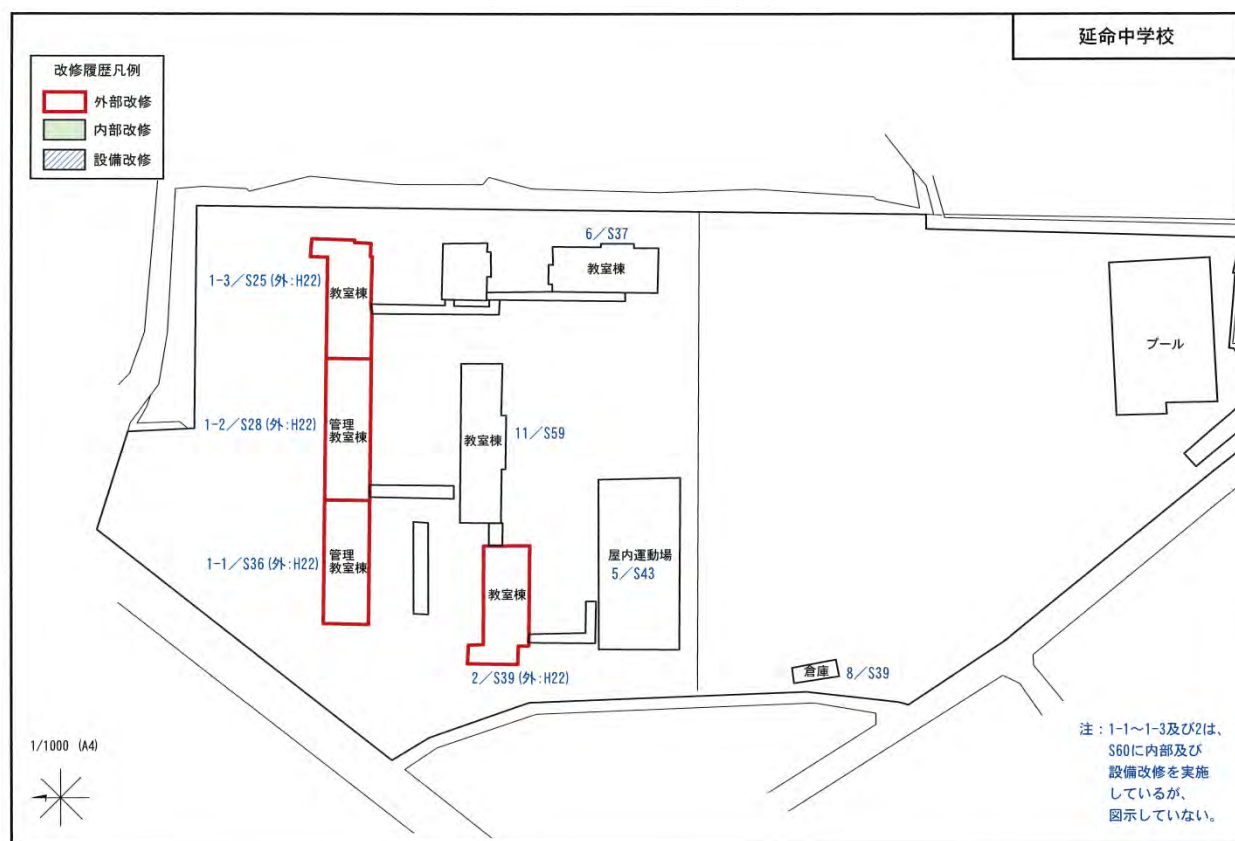 延命中学校
改修履歴凡例
外部改修
内部改修
設備改修
6/S37
教室棟
1-3/S25(外:H22)
教室棟
プール
1-2/S28(外:H22)
管理
教室棟
教室棟
11/S59
1-1/S36(外:H22)
管理
教室棟
屋内運動場
5/S43
教室棟
2/S39(外:H22)
倉庫
8/S39
注:1-1~1-3及び2は、
S60に内部及び
設備改修を実施
しているが、
図示していない。
1/1000 (A4)